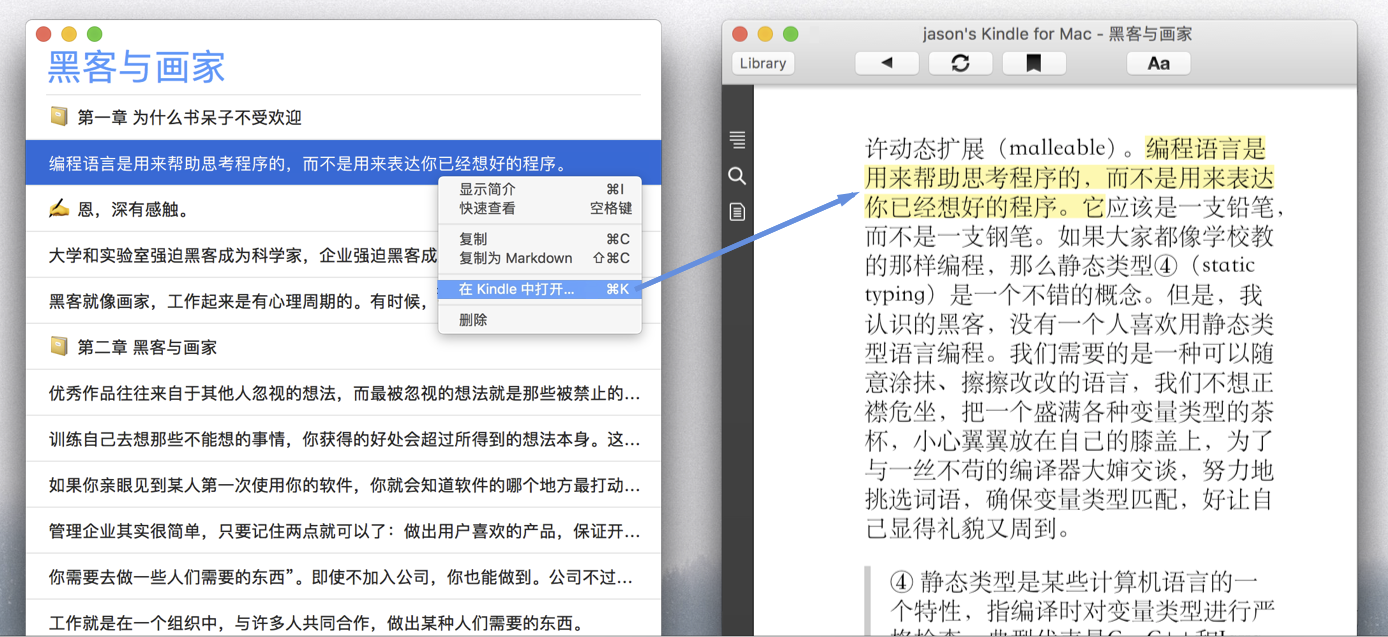 黑客与画家
第一章 为什么书呆子不受欢迎
编程语言是用来帮助思考程序的，而不是用来表达你已经想好的程序。
恩，深有感触。
大学和实验室强迫黑客成为科学家，企业强迫黑客成
黑客就像画家，工作起来是有心理周期的。有时候，
第二章 黑客与画家
优秀作品往往来自于其他人忽视的想法，而最被忽视的想法就是那些被禁止的...
训练自己去想那些不能想的事情，你获得的好处会超过所得到的想法本身。这...
如果你亲眼见到某人第一次使用你的软件，你就会知道软件的哪个地方最打动...
管理企业其实很简单，只要记住两点就可以了：做出用户喜欢的产品，保证开...
你需要去做一些人们需要的东西”。即使不加入公司，你也能做到。公司不过...
工作就是在一个组织中，与许多人共同合作，做出某种人们需要的东西。
显示简介 ⌘I
快速查看 空格键
复制 ⌘C
复制为 Markdown ⇧⌘C
在 Kindle 中打开... ⌘K
删除
jason's Kindle for Mac - 黑客与画家
Library
Aa
许动态扩展（malleable）。编程语言是
用来帮助思考程序的，而不是用来表达
你已经想好的程序。它应该是一支铅笔，
而不是一支钢笔。如果大家都像学校教
的那样编程，那么静态类型④（static
typing）是一个不错的概念。但是，我
认识的黑客，没有一个人喜欢用静态类
型语言编程。我们需要的是一种可以随
意涂抹、擦擦改改的语言，我们不想正
襟危坐，把一个盛满各种变量类型的茶
杯，小心翼翼放在自己的膝盖上，为了
与一丝不苟的编译器大婶交谈，努力地
挑选词语，确保变量类型匹配，好让自
己显得礼貌又周到。
④ 静态类型是某些计算机语言的一
个特性，指编译时对变量类型进行严